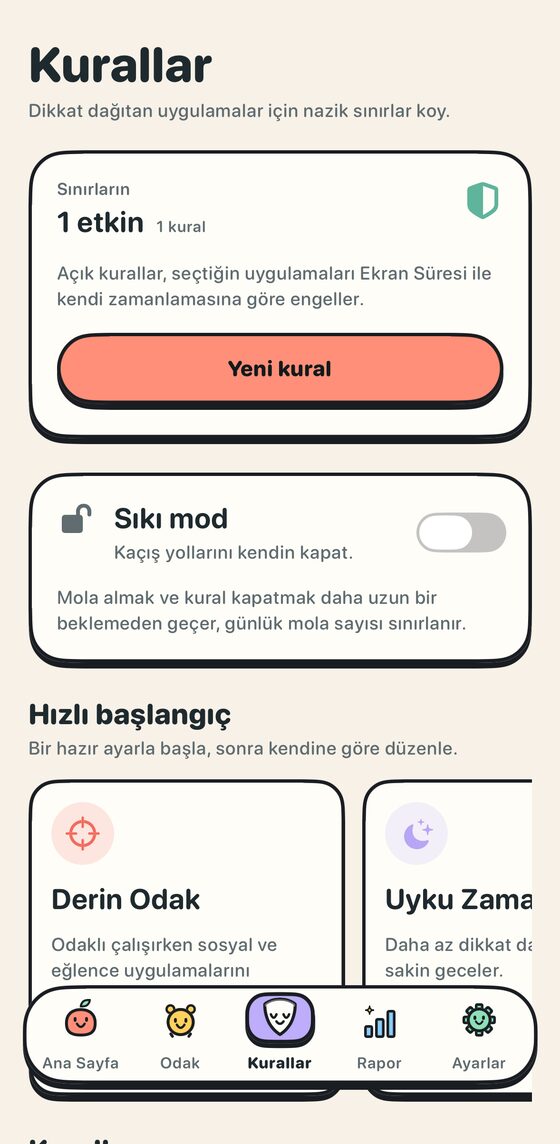 Kurallar
Dikkat dağıtan uygulamalar için nazik sınırlar koy.
Sınırların
1 etkin 1 kural
Açık kurallar, seçtiğin uygulamaları Ekran Süresi ile
kendi zamanlamasına göre engeller.
Yeni kural
Sıkı mod
Kaçış yollarını kendin kapat.
Mola almak ve kural kapatmak daha uzun bir
beklemeden geçer, günlük mola sayısı sınırlanır.
Hızlı başlangıç
Bir hazır ayarla başla, sonra kendine göre düzenle.
Derin Odak
Odaklı çalışırken sosyal ve
eğlence uygulamalarını
Uyku Zama
Daha az dikkat da
sakin geceler.
Ana Sayfa
Odak
Kurallar
Rapor
Ayarlar